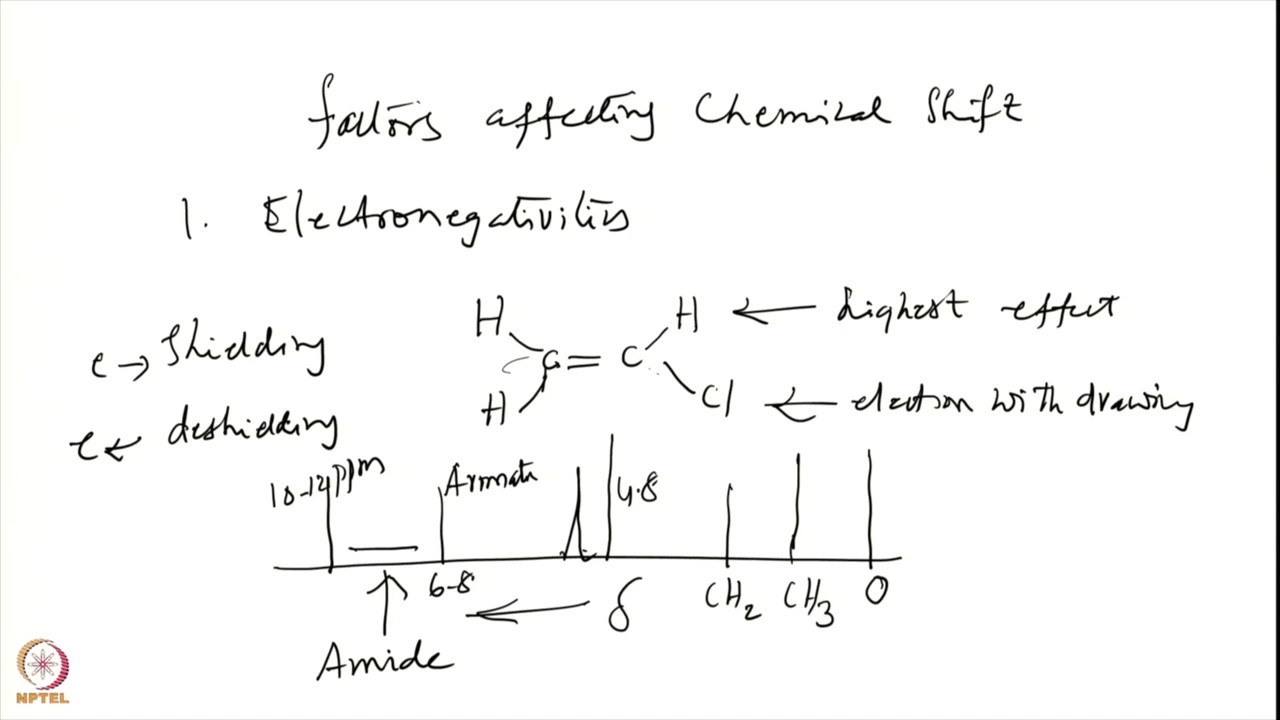 factors affecting Chemical Shift
1. Electronegativities
H H ← highest effect
e → Shielding
C = C
H Cl ← electron with drawing
e ← deshielding
10-12 ppm Aromatic 4.8
6-8 δ CH2 CH3 0
Amide
NPTEL